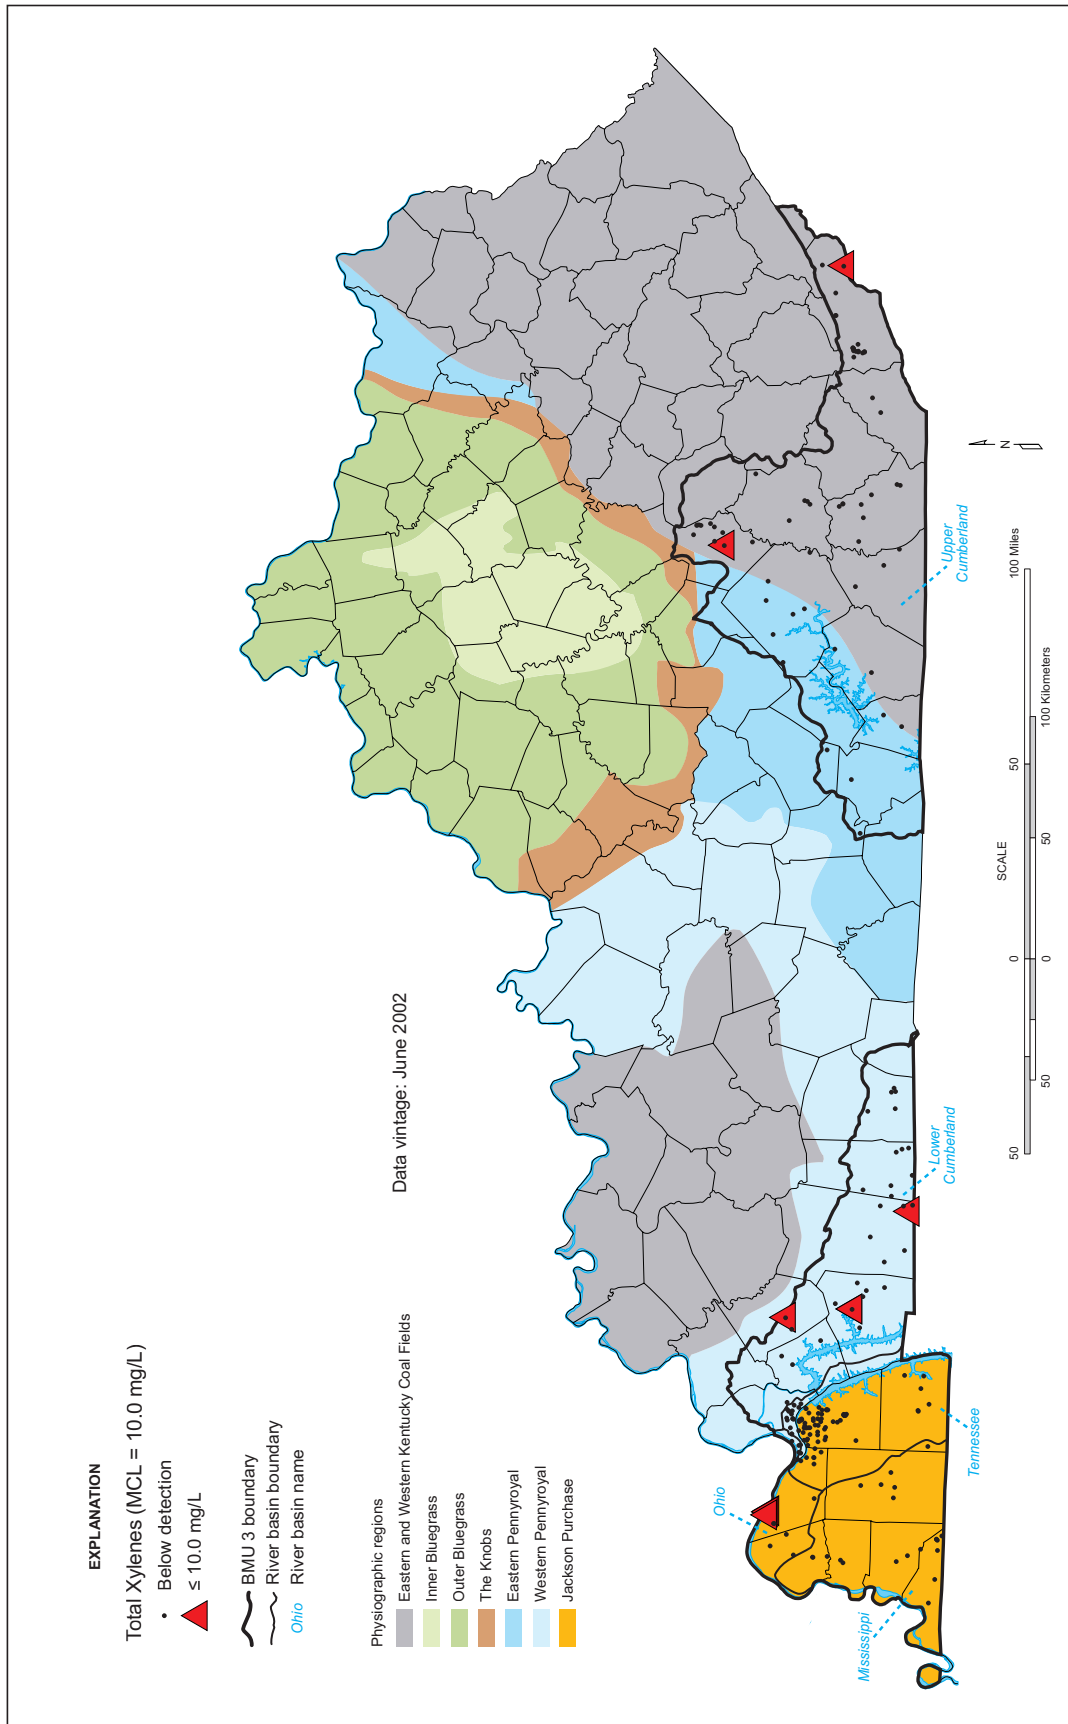 EXPLANATION
Total Xylenes (MCL = 10.0 mg/L)
Below detection
≤ 10.0 mg/L
BMU 3 boundary
River basin boundary
Ohio River basin name
Physiographic regions
Eastern and Western Kentucky Coal Fields
Inner Bluegrass
Outer Bluegrass
The Knobs
Eastern Pennyroyal
Western Pennyroyal
Jackson Purchase
Data vintage: June 2002
Ohio
Mississippi
Tennessee
Lower
Cumberland
Upper
Cumberland
N
SCALE
50 0 50 100 Miles
50 0 50 100 Kilometers